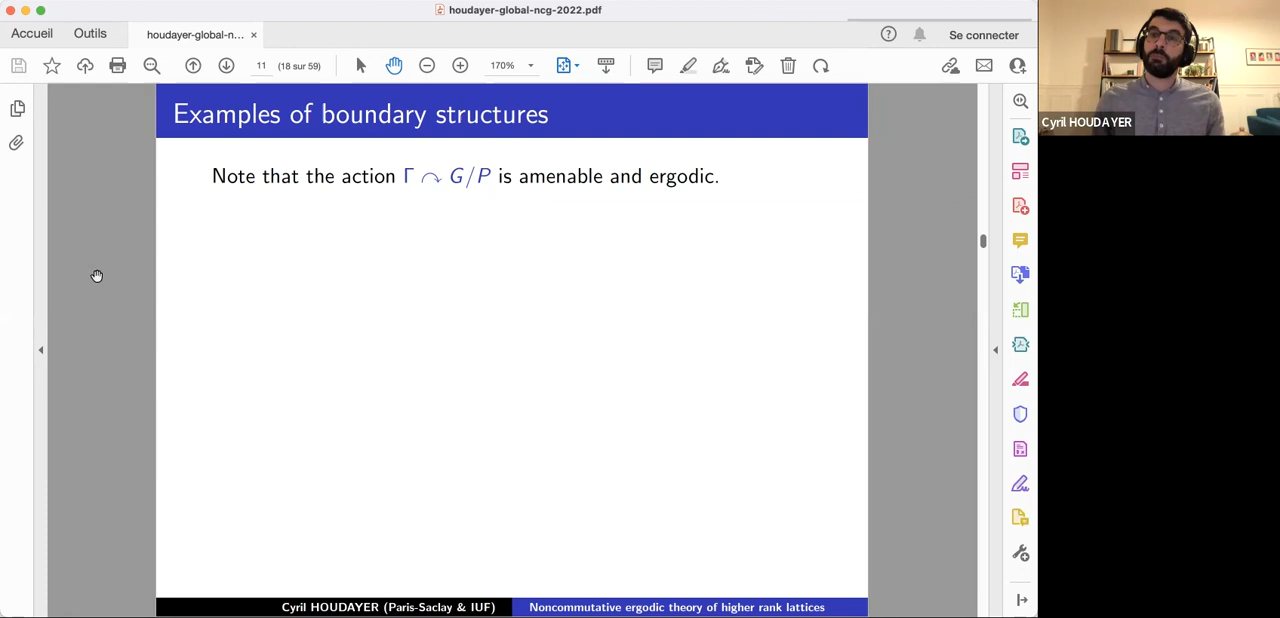 houdayer-global-ncg-2022.pdf
Accueil
Outils
houdayer-global-n...
Se connecter
11
(18 sur 59)
170%
Cyril HOUDAYER
Examples of boundary structures
Note that the action Γ ↷ G/P is amenable and ergodic.
Cyril HOUDAYER (Paris-Saclay & IUF)
Noncommutative ergodic theory of higher rank lattices